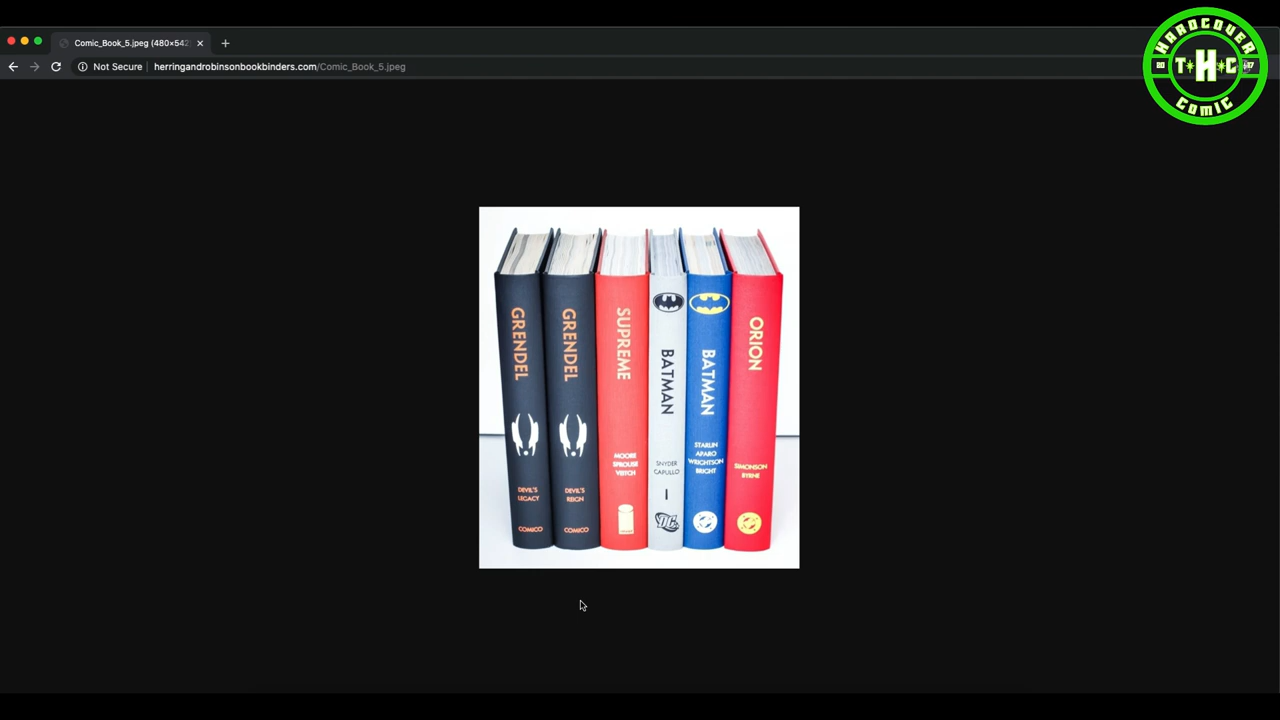 Comic_Book_5.jpeg (480×542
Not Secure
herringandrobinsonbookbinders.com/Comic_Book_5.jpeg
HARDCOVER
T H C
COMIC
GRENDEL
DEVIL'S
LEGACY
COMICO
GRENDEL
DEVIL'S
REIGN
COMICO
SUPREME
MOORE
SPROUSE
VEITCH
BATMAN
SNYDER
CAPULLO
I
DC
BATMAN
STARLIN
APARO
WRIGHTSON
BRIGHT
ORION
SIMONSON
BYRNE